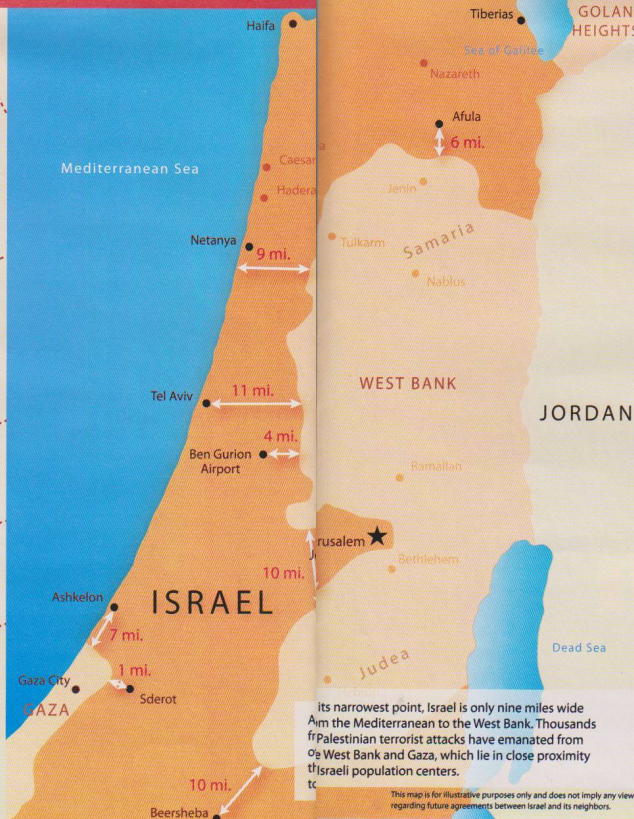 Haifa
Tiberias
GOLAN
HEIGHTS
Sea of Galilee
Nazareth
Afula
6 mi.
Mediterranean Sea
Caesar
Hadera
Jenin
Netanya
9 mi.
Tulkarm
Samaria
Nablus
WEST BANK
Tel Aviv
11 mi.
JORDAN
4 mi.
Ben Gurion
Airport
Ramallah
rusalem
Bethlehem
10 mi.
Ashkelon
ISRAEL
7 mi.
Dead Sea
Judea
1 mi.
Gaza City
Sderot
GAZA
its narrowest point, Israel is only nine miles wide
m the Mediterranean to the West Bank. Thousands
Palestinian terrorist attacks have emanated from
e West Bank and Gaza, which lie in close proximity
Israeli population centers.
10 mi.
Beersheba
This map is for illustrative purposes only and does not imply any view
regarding future agreements between Israel and its neighbors.